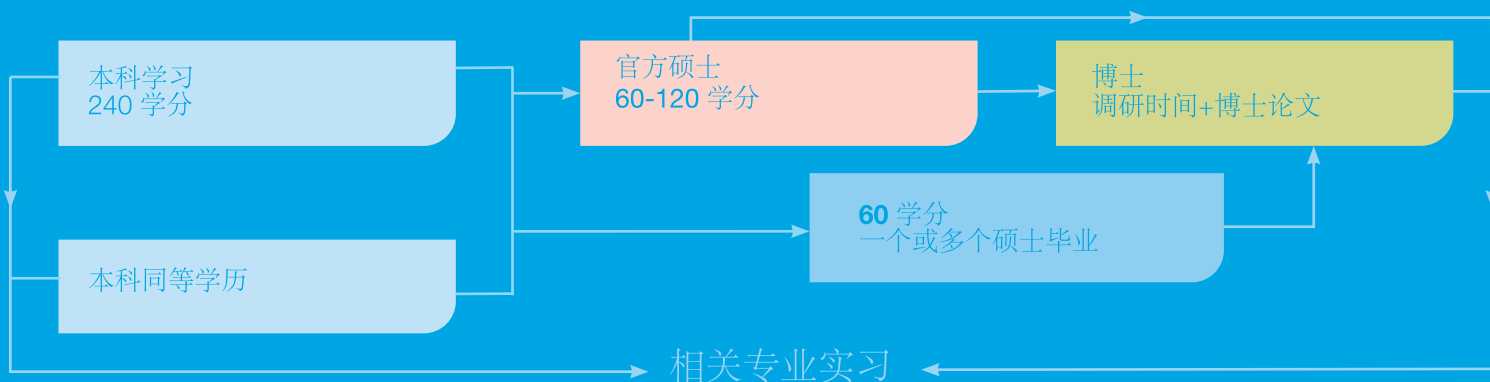 本科学习
240 学分
官方硕士
60-120 学分
博士
调研时间+博士论文
60 学分
一个或多个硕士毕业
本科同等学历
相关专业实习